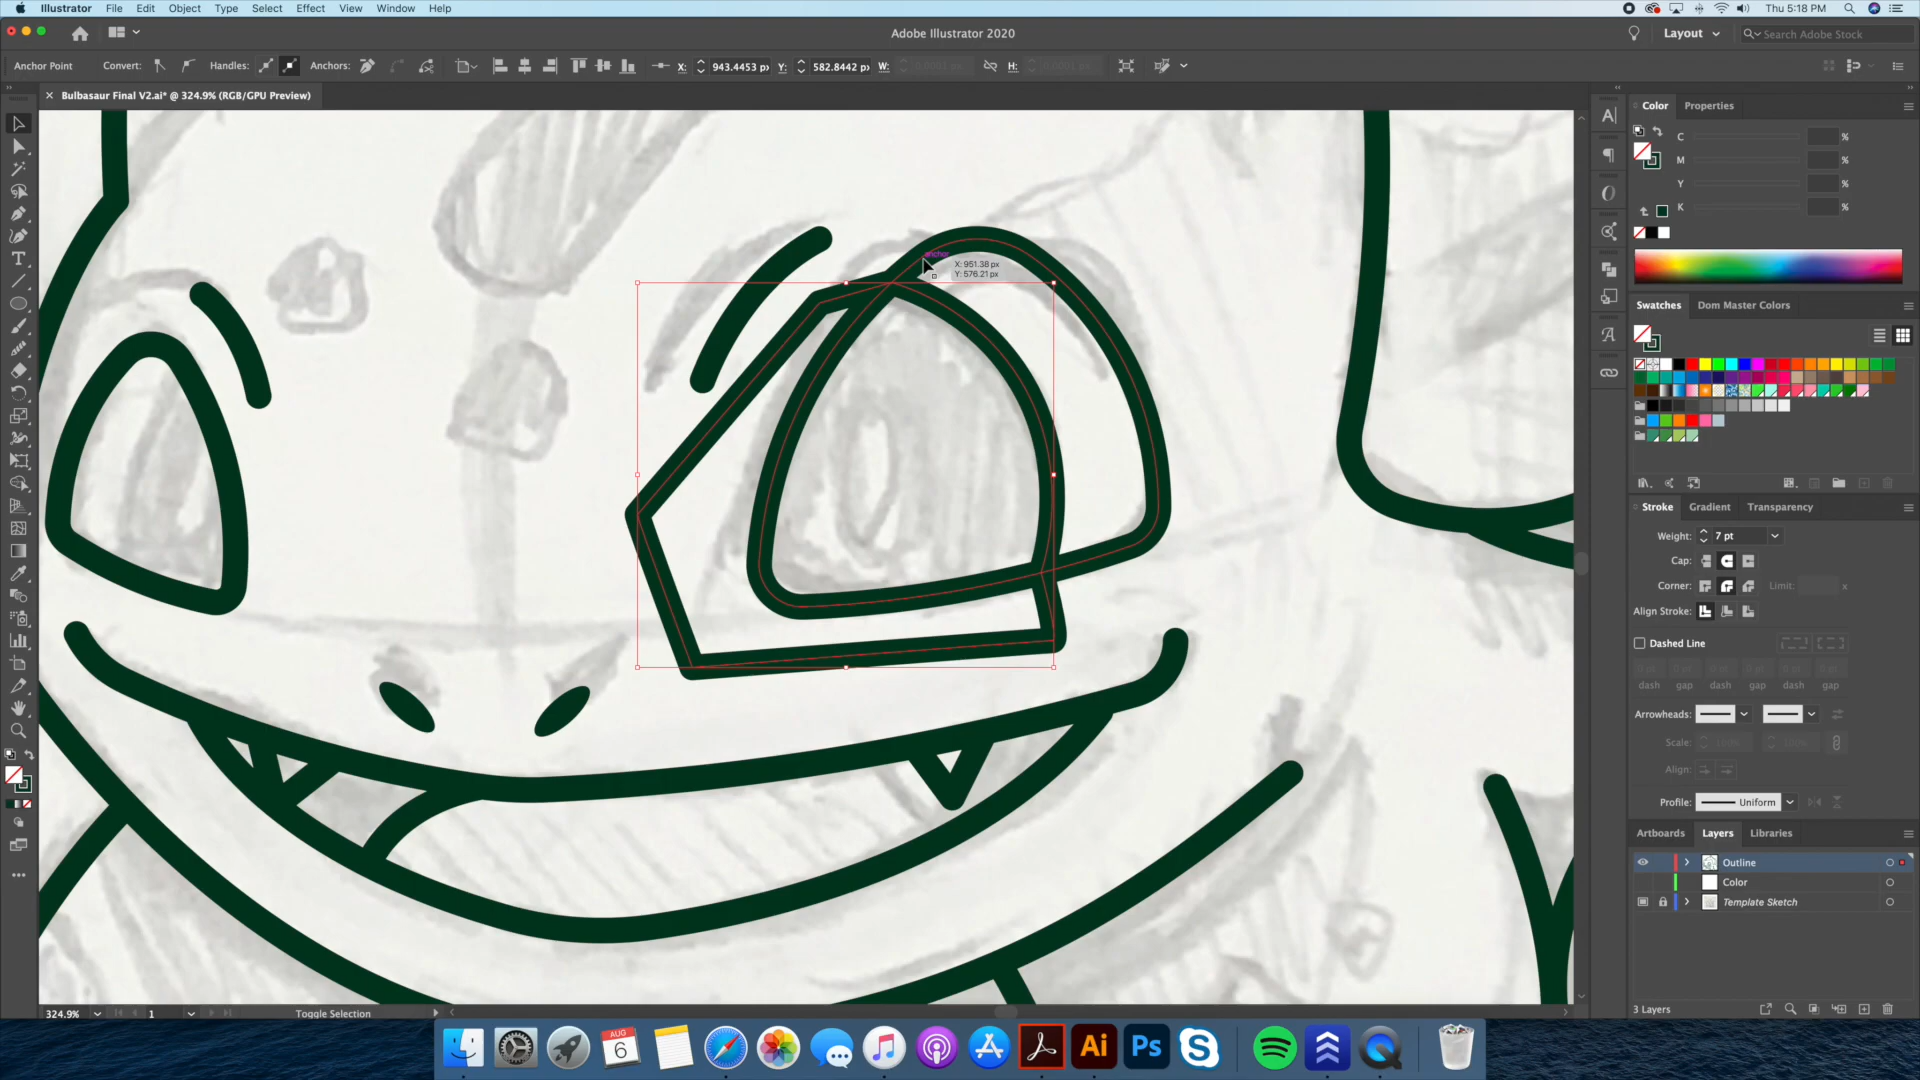 Illustrator File Edit Object Type Select Effect View Window Help
Thu 5:18 PM
Adobe Illustrator 2020
Layout
Search Adobe Stock
Anchor Point Convert: Handles: Anchors: X: 943.4453 px Y: 582.8442 px W: H:
Bulbasaur Final V2.ai* @ 324.9% (RGB/GPU Preview)
Color Properties
C %
M %
Y %
K %
anchor
X: 951.38 px
Y: 576.21 px
Swatches Dom Master Colors
Stroke Gradient Transparency
Weight: 7 pt
Cap:
Corner: Limit: x
Align Stroke:
Dashed Line
dash gap dash gap dash gap
Arrowheads:
Scale: 100% 100%
Align:
Profile: Uniform
Artboards Layers Libraries
Outline
Color
Template Sketch
3 Layers
324.9% 1 Toggle Selection
AUG
6
Ai
Ps